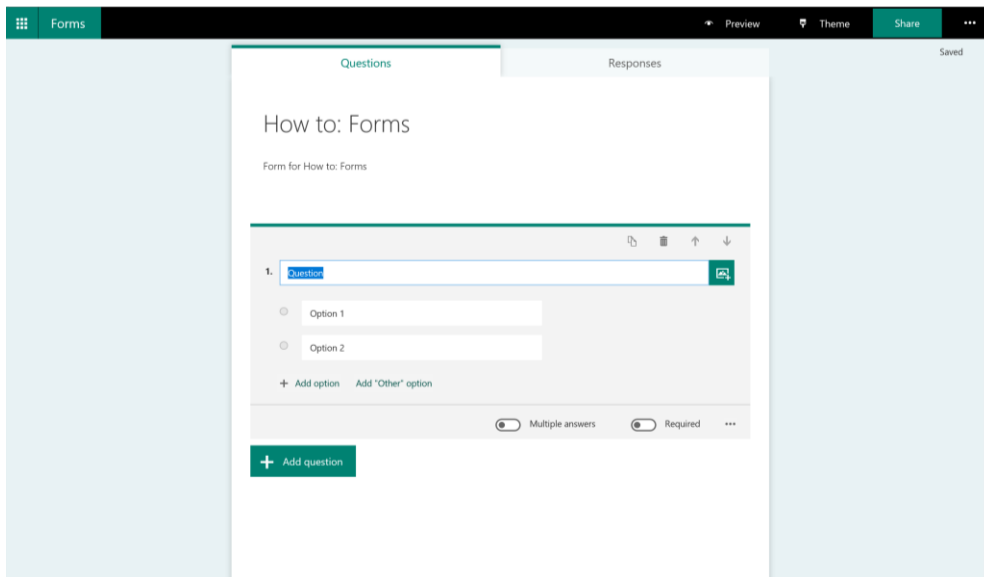 Forms
Preview
Theme
Share
Saved
Questions
Responses
How to: Forms
Form for How to: Forms
1.
Question
Option 1
Option 2
Add option
Add "Other" option
Multiple answers
Required
Add question